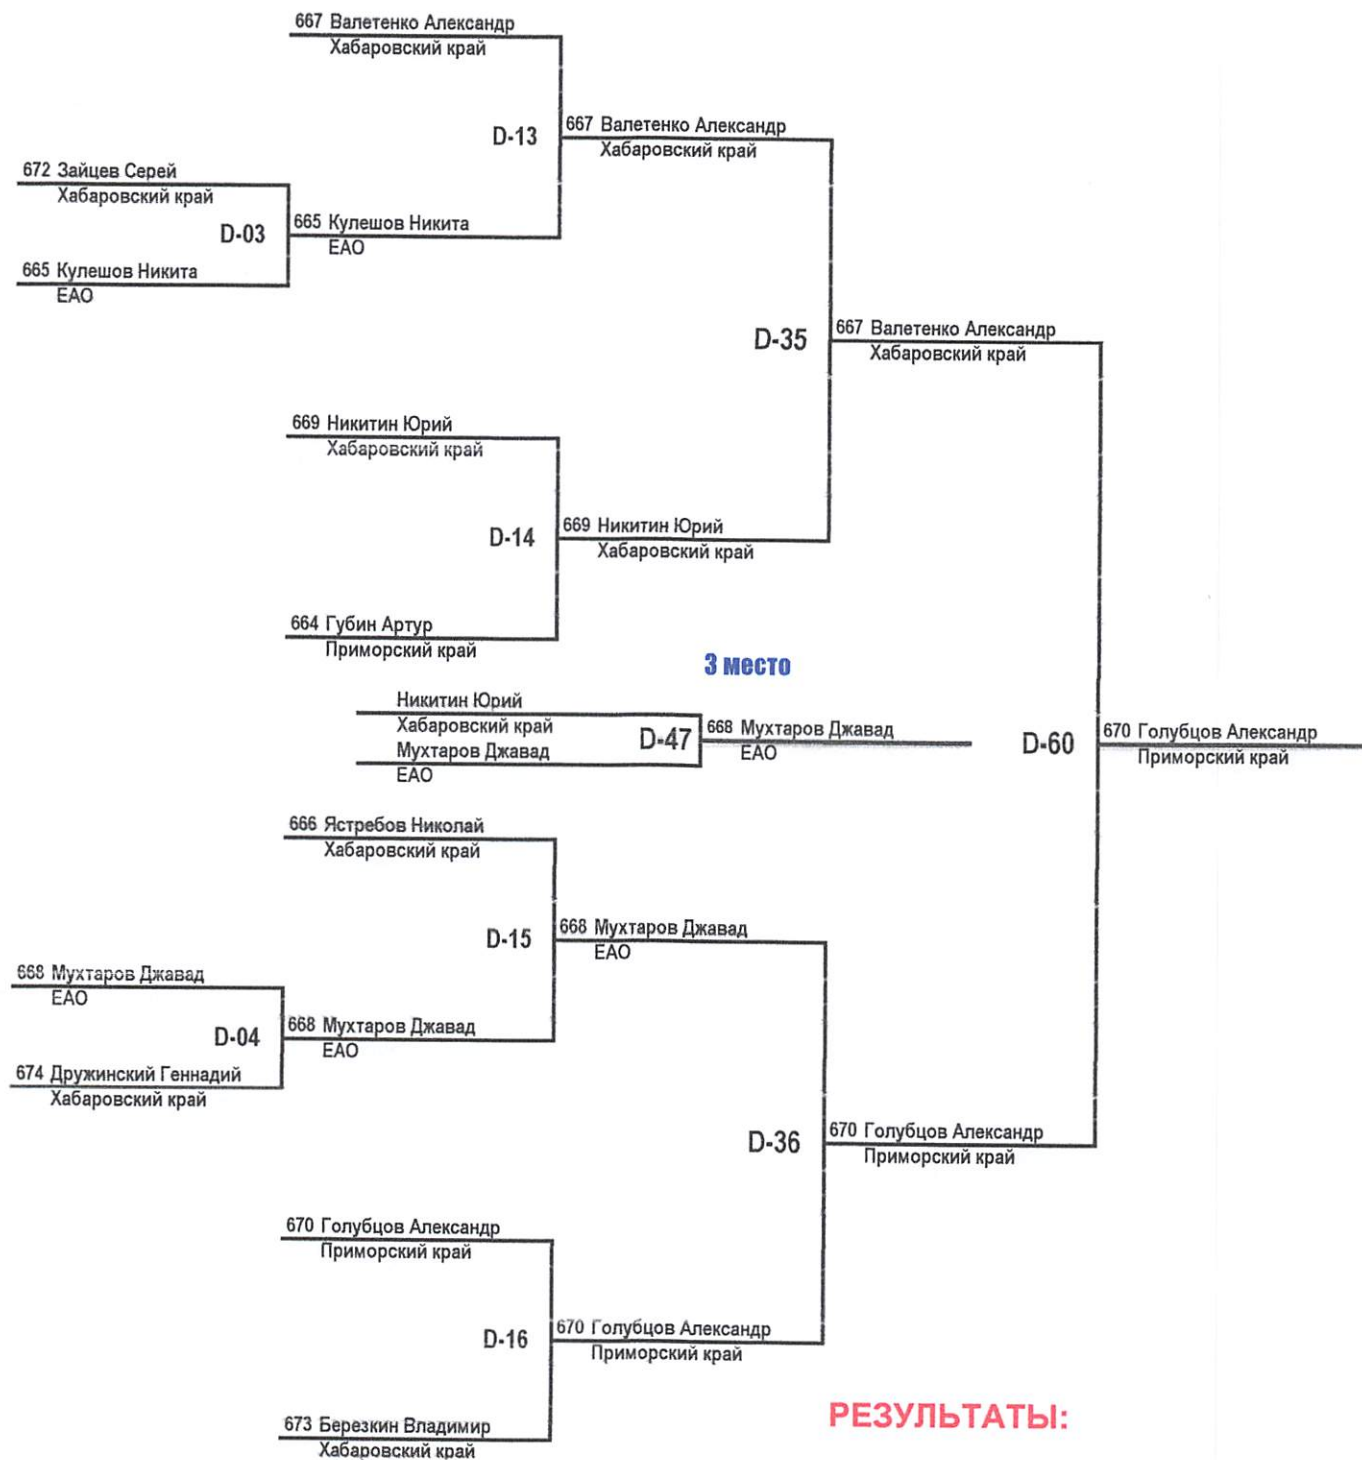 667 Валетенко Александр
Хабаровский край
D-13
667 Валетенко Александр
Хабаровский край
672 Зайцев Серей
Хабаровский край
D-03
665 Кулешов Никита
ЕАО
665 Кулешов Никита
ЕАО
D-35
667 Валетенко Александр
Хабаровский край
669 Никитин Юрий
Хабаровский край
D-14
669 Никитин Юрий
Хабаровский край
664 Губин Артур
Приморский край
3 место
Никитин Юрий
Хабаровский край
Мухтаров Джавад
ЕАО
D-47
668 Мухтаров Джавад
ЕАО
D-60
670 Голубцов Александр
Приморский край
666 Ястребов Николай
Хабаровский край
D-15
668 Мухтаров Джавад
ЕАО
668 Мухтаров Джавад
ЕАО
D-04
668 Мухтаров Джавад
ЕАО
674 Дружинский Геннадий
Хабаровский край
D-36
670 Голубцов Александр
Приморский край
670 Голубцов Александр
Приморский край
D-16
670 Голубцов Александр
Приморский край
673 Березкин Владимир
Хабаровский край
РЕЗУЛЬТАТЫ: